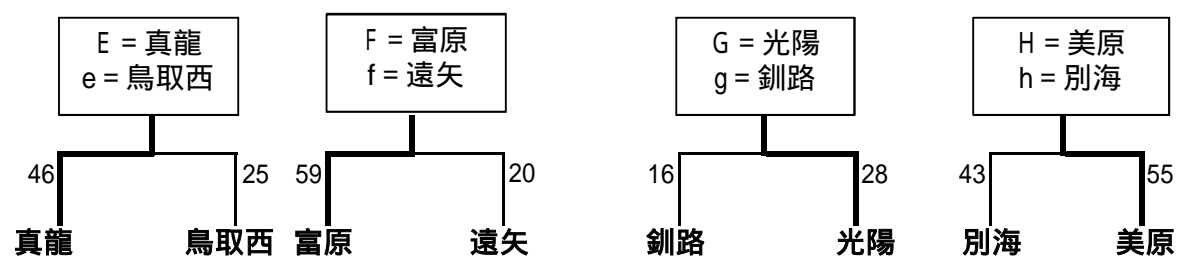 E = 真龍
e = 鳥取西
F = 富原
f = 遠矢
G = 光陽
g = 釧路
H = 美原
h = 別海
46 25 59 20 16 28 43 55
真龍 鳥取西 富原 遠矢 釧路 光陽 別海 美原